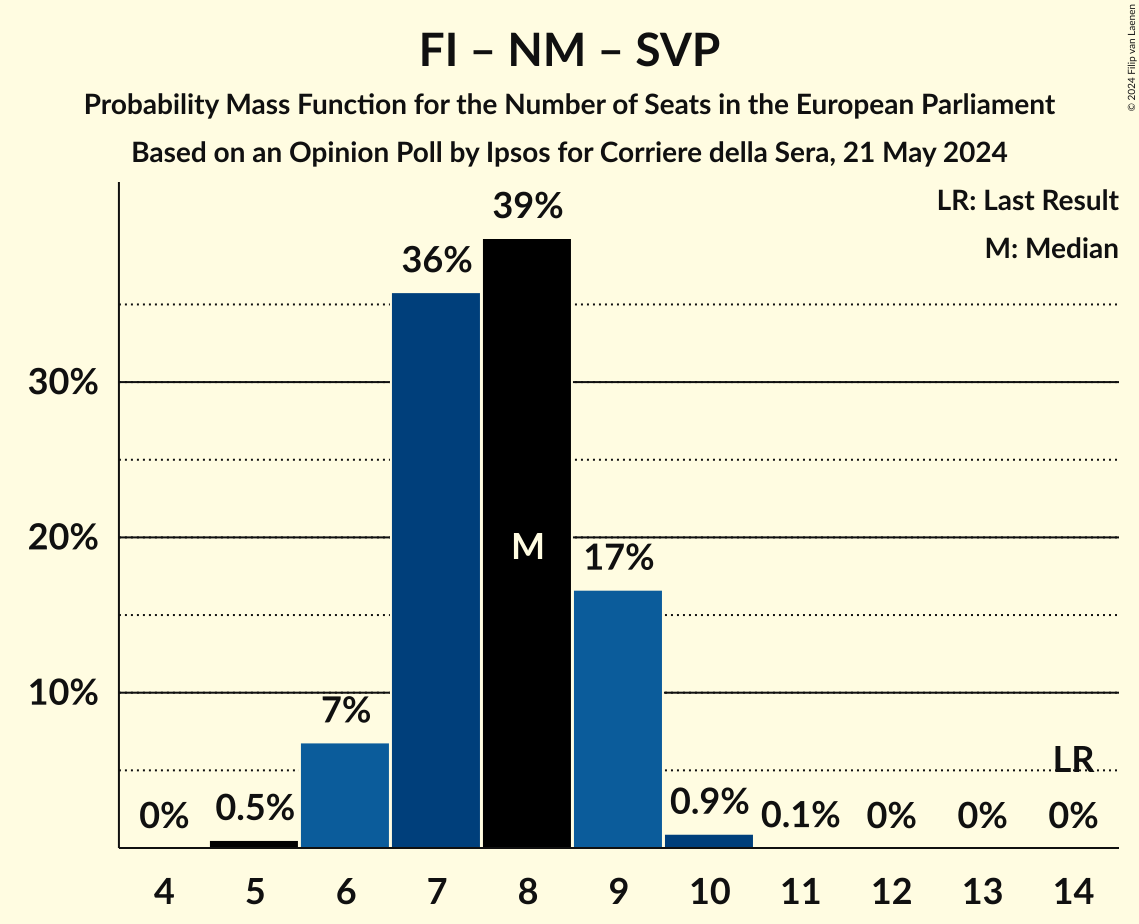 FI – NM – SVP
Probability Mass Function for the Number of Seats in the European Parliament
Based on an Opinion Poll by Ipsos for Corriere della Sera, 21 May 2024
© 2024 Filip van Laenen
LR: Last Result
M: Median
39%
36%
30%
M
20%
17%
10%
7%
LR
0%
0.5%
0.9%
0.1%
0%
0%
0%
4 5 6 7 8 9 10 11 12 13 14